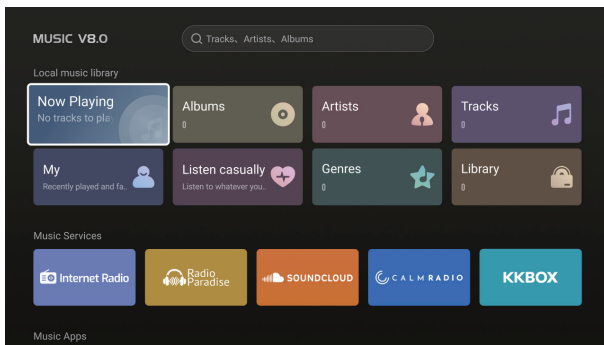 MUSIC V8.0
Tracks、Artists、Albums
Local music library
Now Playing
No tracks to play
Albums
0
Artists
0
Tracks
0
My
Recently played and fa..
Listen casually
Listen to whatever you..
Genres
0
Library
0
Music Services
Internet Radio
Radio
Paradise
SOUNDCLOUD
CALMRADIO
KKBOX
Music Apps